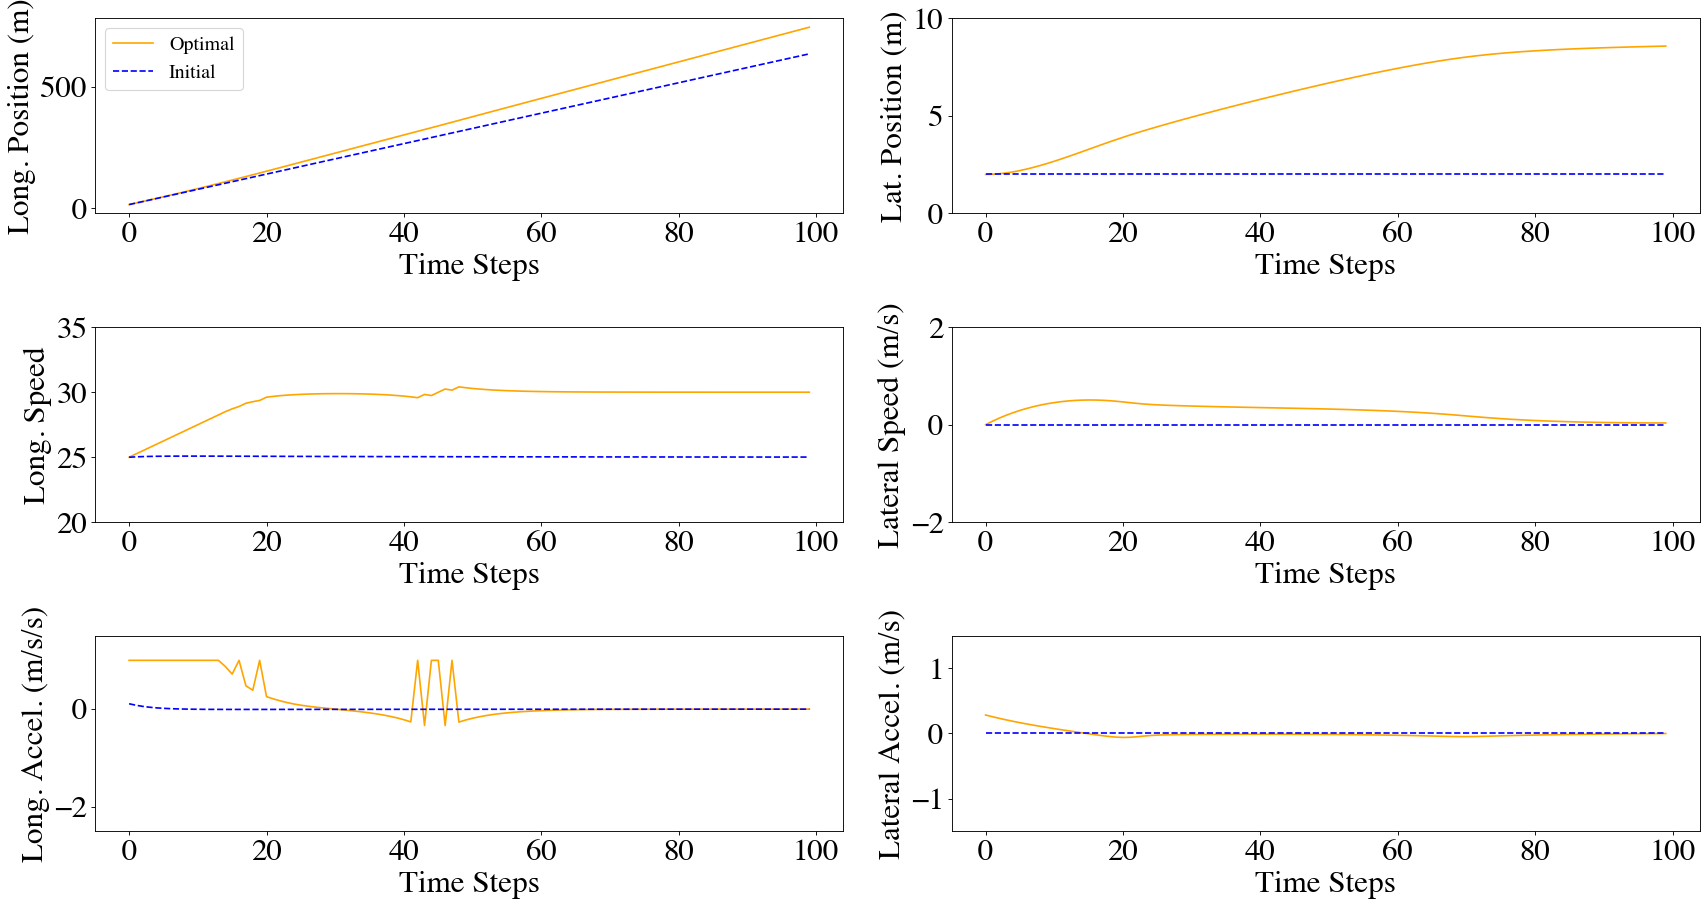 Long. Position (m)
500
0
Optimal
Initial
0 20 40 60 80 100
Time Steps
Lat. Position (m)
10
5
0
0 20 40 60 80 100
Time Steps
Long. Speed
35
30
25
20
0 20 40 60 80 100
Time Steps
Lateral Speed (m/s)
2
0
−2
0 20 40 60 80 100
Time Steps
Long. Accel. (m/s/s)
0
−2
0 20 40 60 80 100
Time Steps
Lateral Accel. (m/s)
1
0
−1
0 20 40 60 80 100
Time Steps